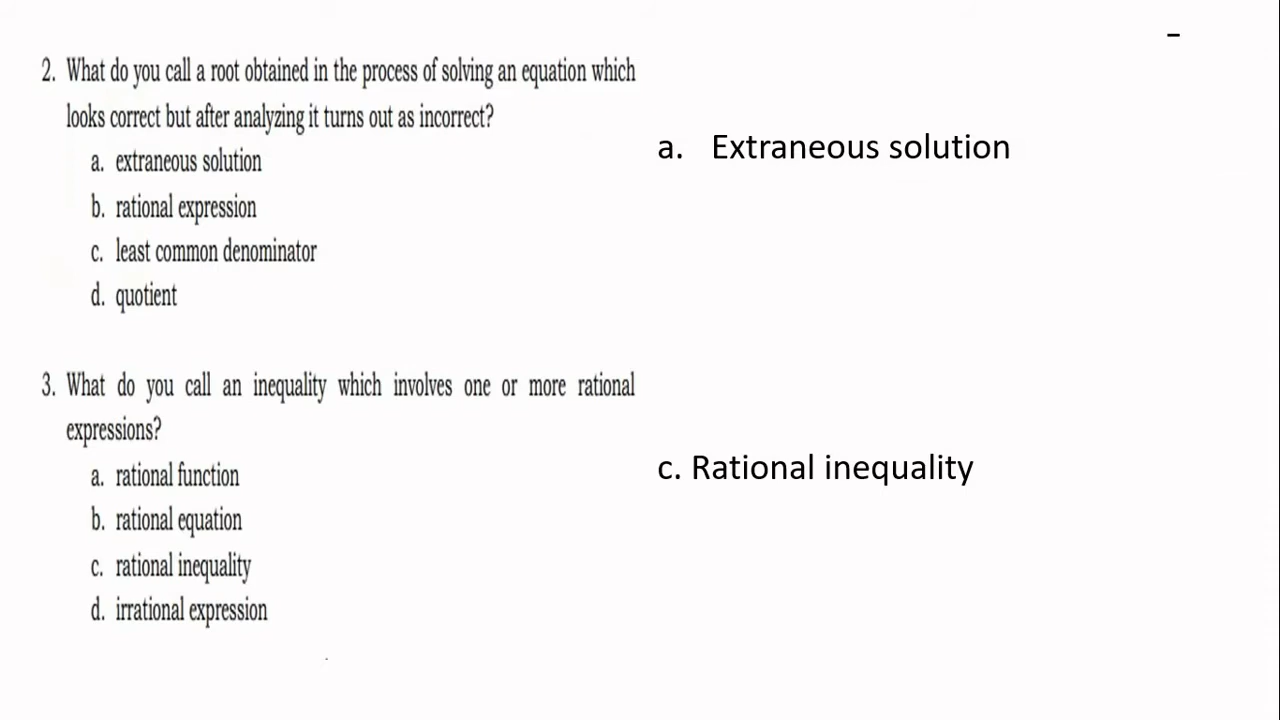 2. What do you call a root obtained in the process of solving an equation which
looks correct but after analyzing it turns out as incorrect?
a. extraneous solution
b. rational expression
c. least common denominator
d. quotient
a. Extraneous solution
3. What do you call an inequality which involves one or more rational
expressions?
a. rational function
b. rational equation
c. rational inequality
d. irrational expression
c. Rational inequality